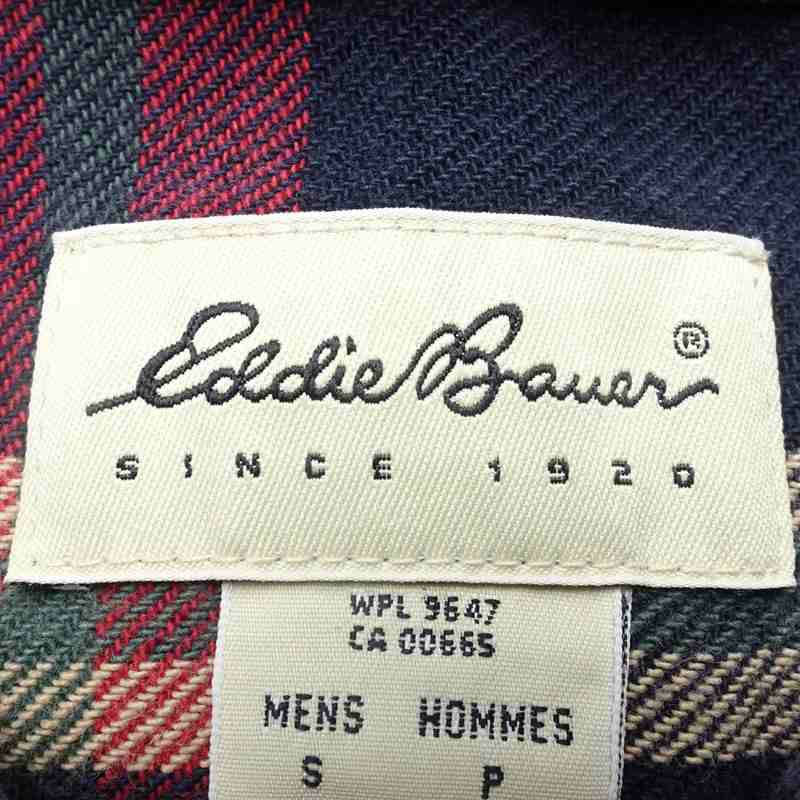 Eddie Bauer®
SINCE 1920
WPL 9647
CA 00665
MENS HOMMES
S P